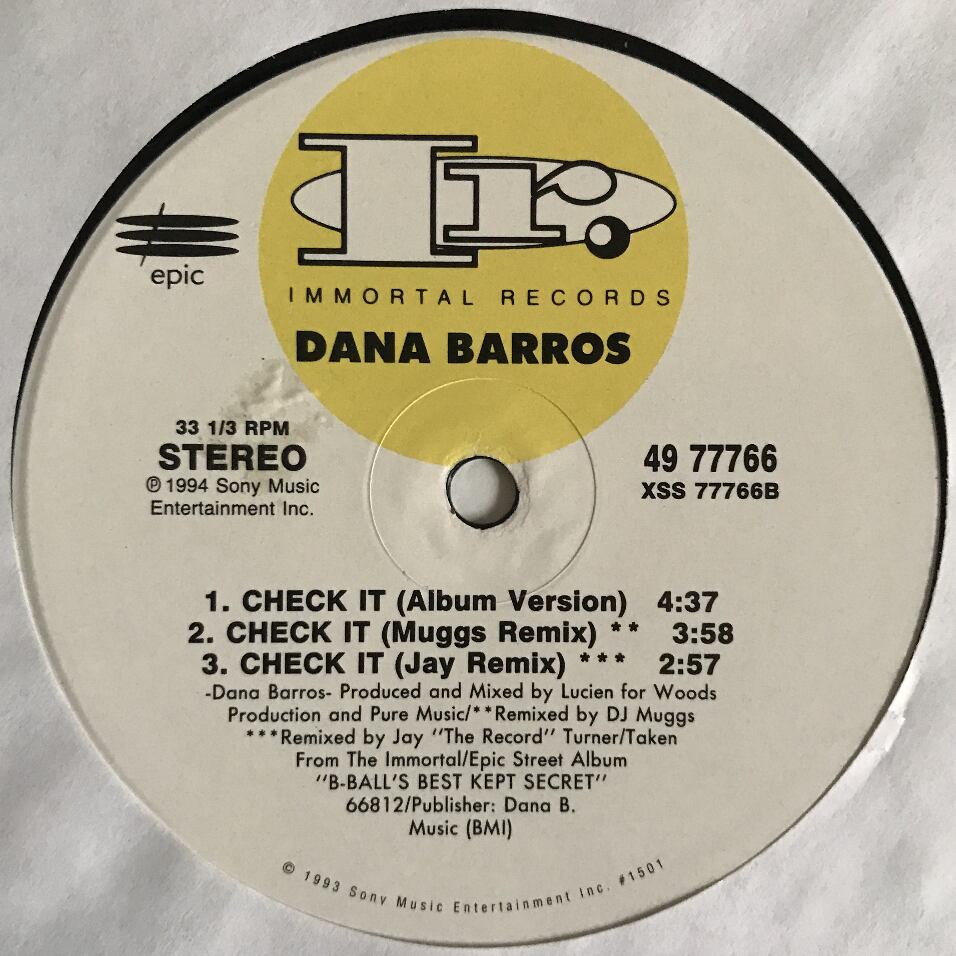 Ir.
epic
IMMORTAL RECORDS
DANA BARROS
33 1/3 RPM
STEREO
℗ 1994 Sony Music
Entertainment Inc.
49 77766
XSS 77766B
1. CHECK IT (Album Version) 4:37
2. CHECK IT (Muggs Remix) ** 3:58
3. CHECK IT (Jay Remix) *** 2:57
-Dana Barros- Produced and Mixed by Lucien for Woods
Production and Pure Music/**Remixed by DJ Muggs
***Remixed by Jay "The Record" Turner/Taken
From The Immortal/Epic Street Album
"B-BALL'S BEST KEPT SECRET"
66812/Publisher: Dana B.
Music (BMI)
© 1993 Sony Music Entertainment Inc. #1501